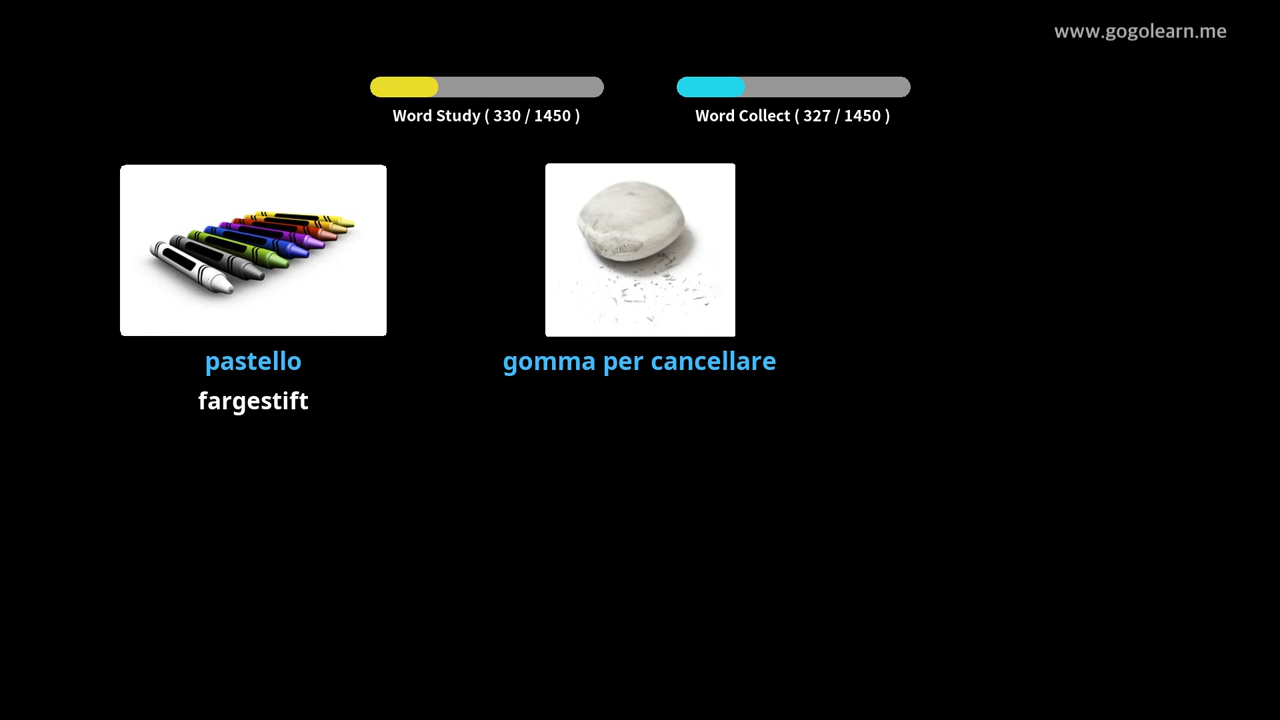 www.gogolearn.me
Word Study ( 330 / 1450 )
Word Collect ( 327 / 1450 )
pastello
gomma per cancellare
fargestift